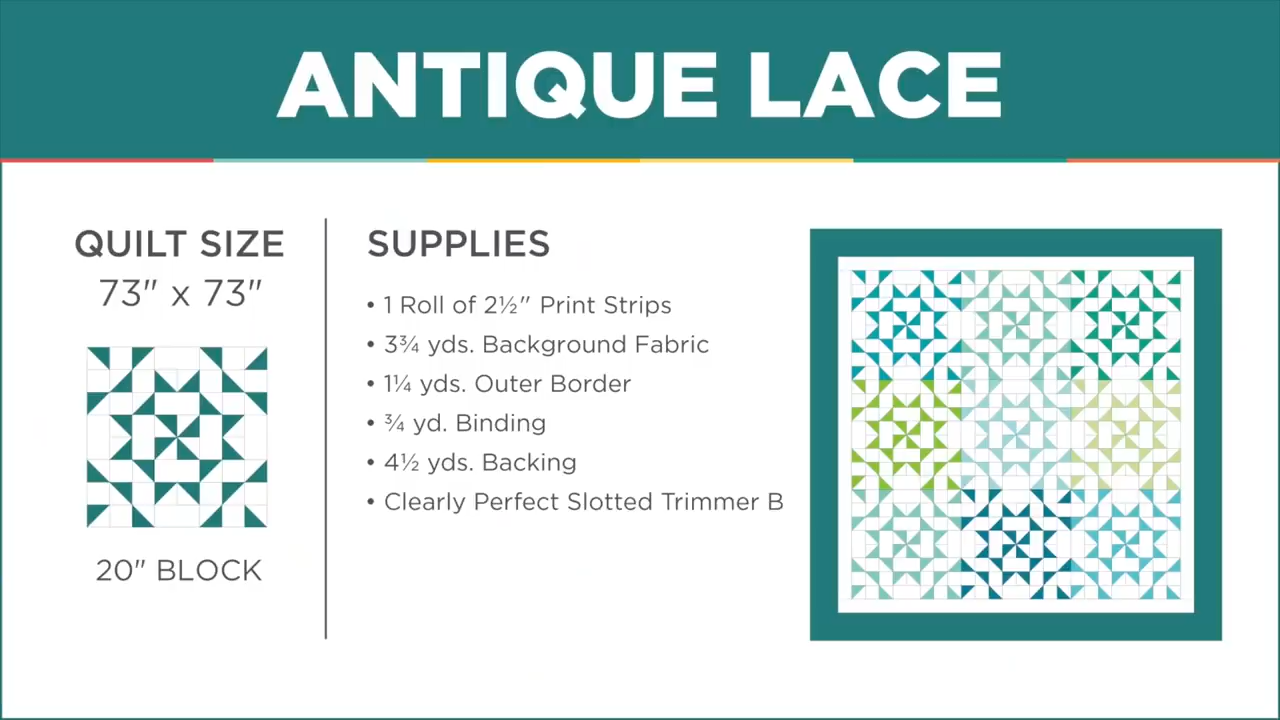 ANTIQUE LACE
QUILT SIZE
73" x 73"
20" BLOCK
SUPPLIES
• 1 Roll of 2½" Print Strips
• 3¾ yds. Background Fabric
• 1¼ yds. Outer Border
• ¾ yd. Binding
• 4½ yds. Backing
• Clearly Perfect Slotted Trimmer B